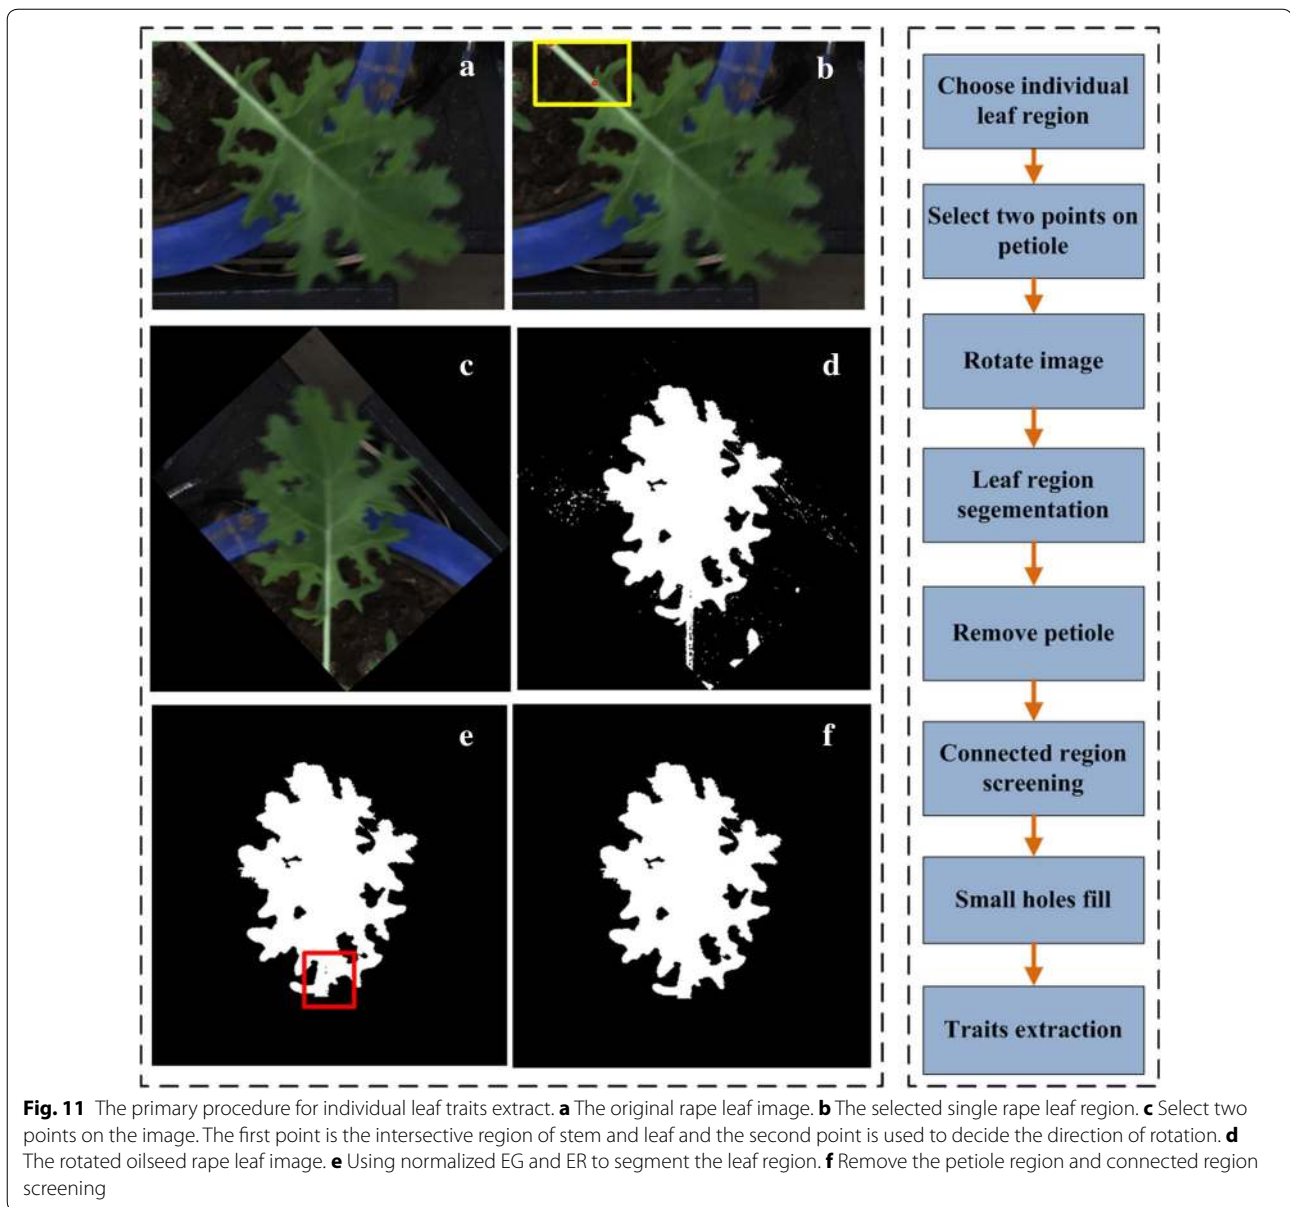 a
b
c
d
e
f
Choose individual
leaf region
Select two points on
petiole
Rotate image
Leaf region
segementation
Remove petiole
Connected region
screening
Small holes fill
Traits extraction
Fig. 11 The primary procedure for individual leaf traits extract. a The original rape leaf image. b The selected single rape leaf region. c Select two
points on the image. The first point is the intersective region of stem and leaf and the second point is used to decide the direction of rotation. d
The rotated oilseed rape leaf image. e Using normalized EG and ER to segment the leaf region. f Remove the petiole region and connected region
screening